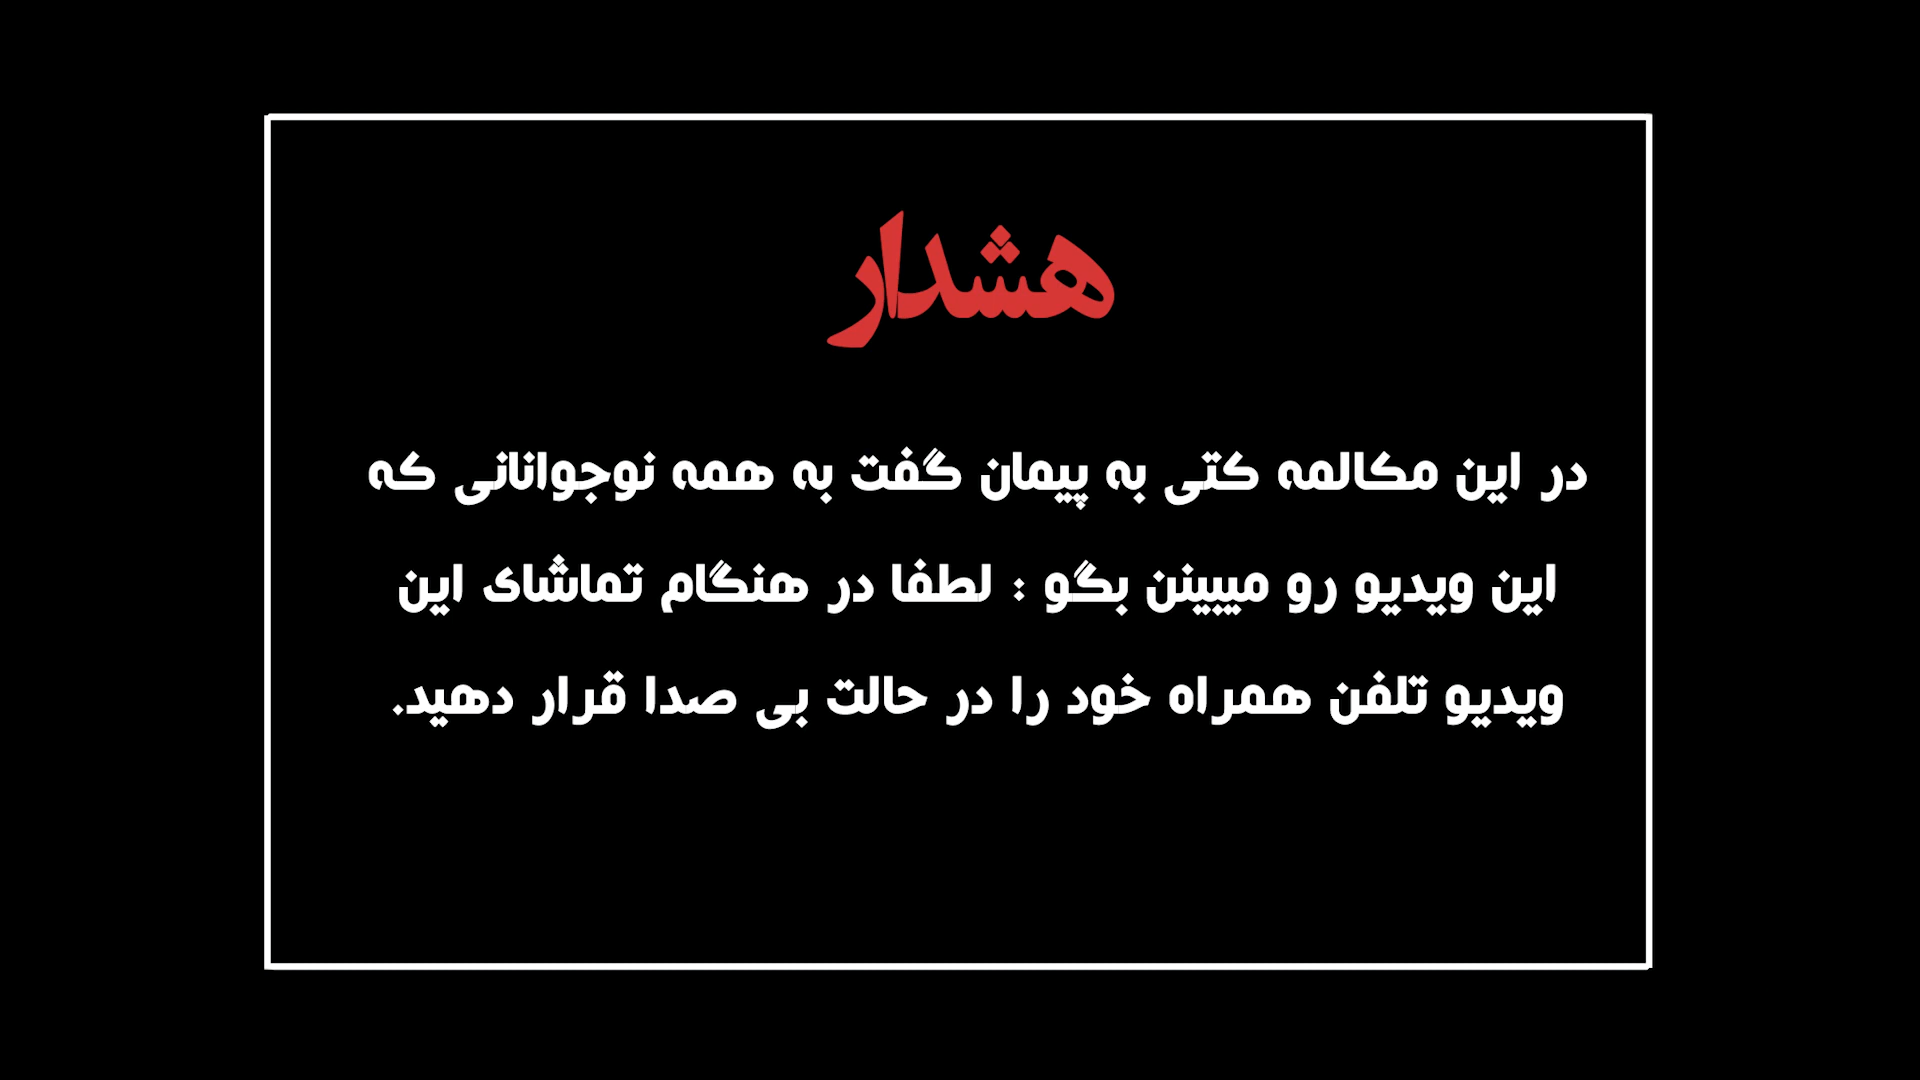 هشدار
در این مکالمه کتی به پیمان گفت به همه نوجوانانی که
این ویدیو رو میبینن بگو : لطفا در هنگام تماشای این
ویدیو تلفن همراه خود را در حالت بی صدا قرار دهید.